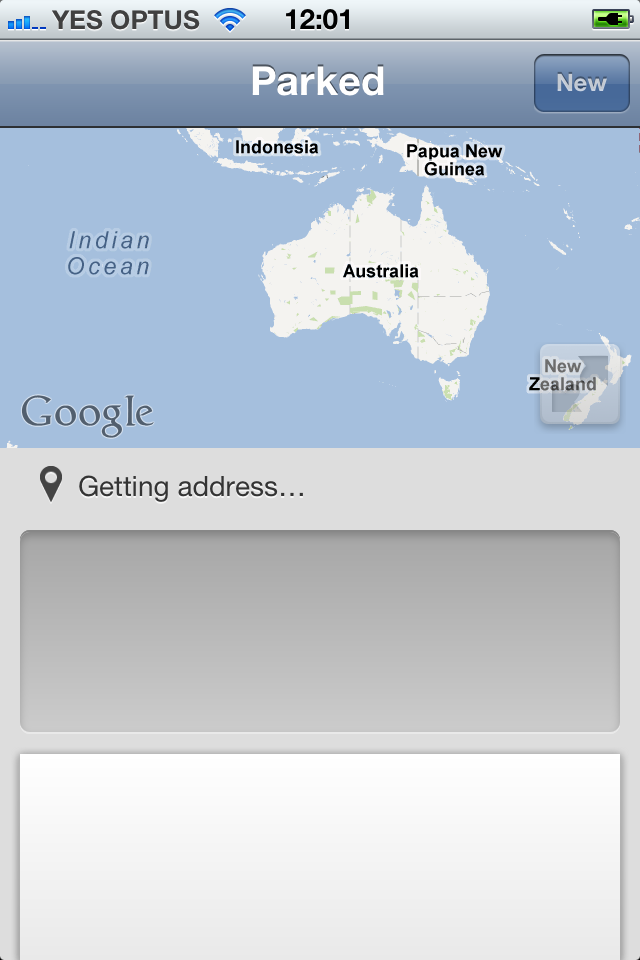 YES OPTUS 12:01
Parked
New
Indonesia
Papua New
Guinea
Indian
Ocean
Australia
New
Zealand
Google
Getting address…